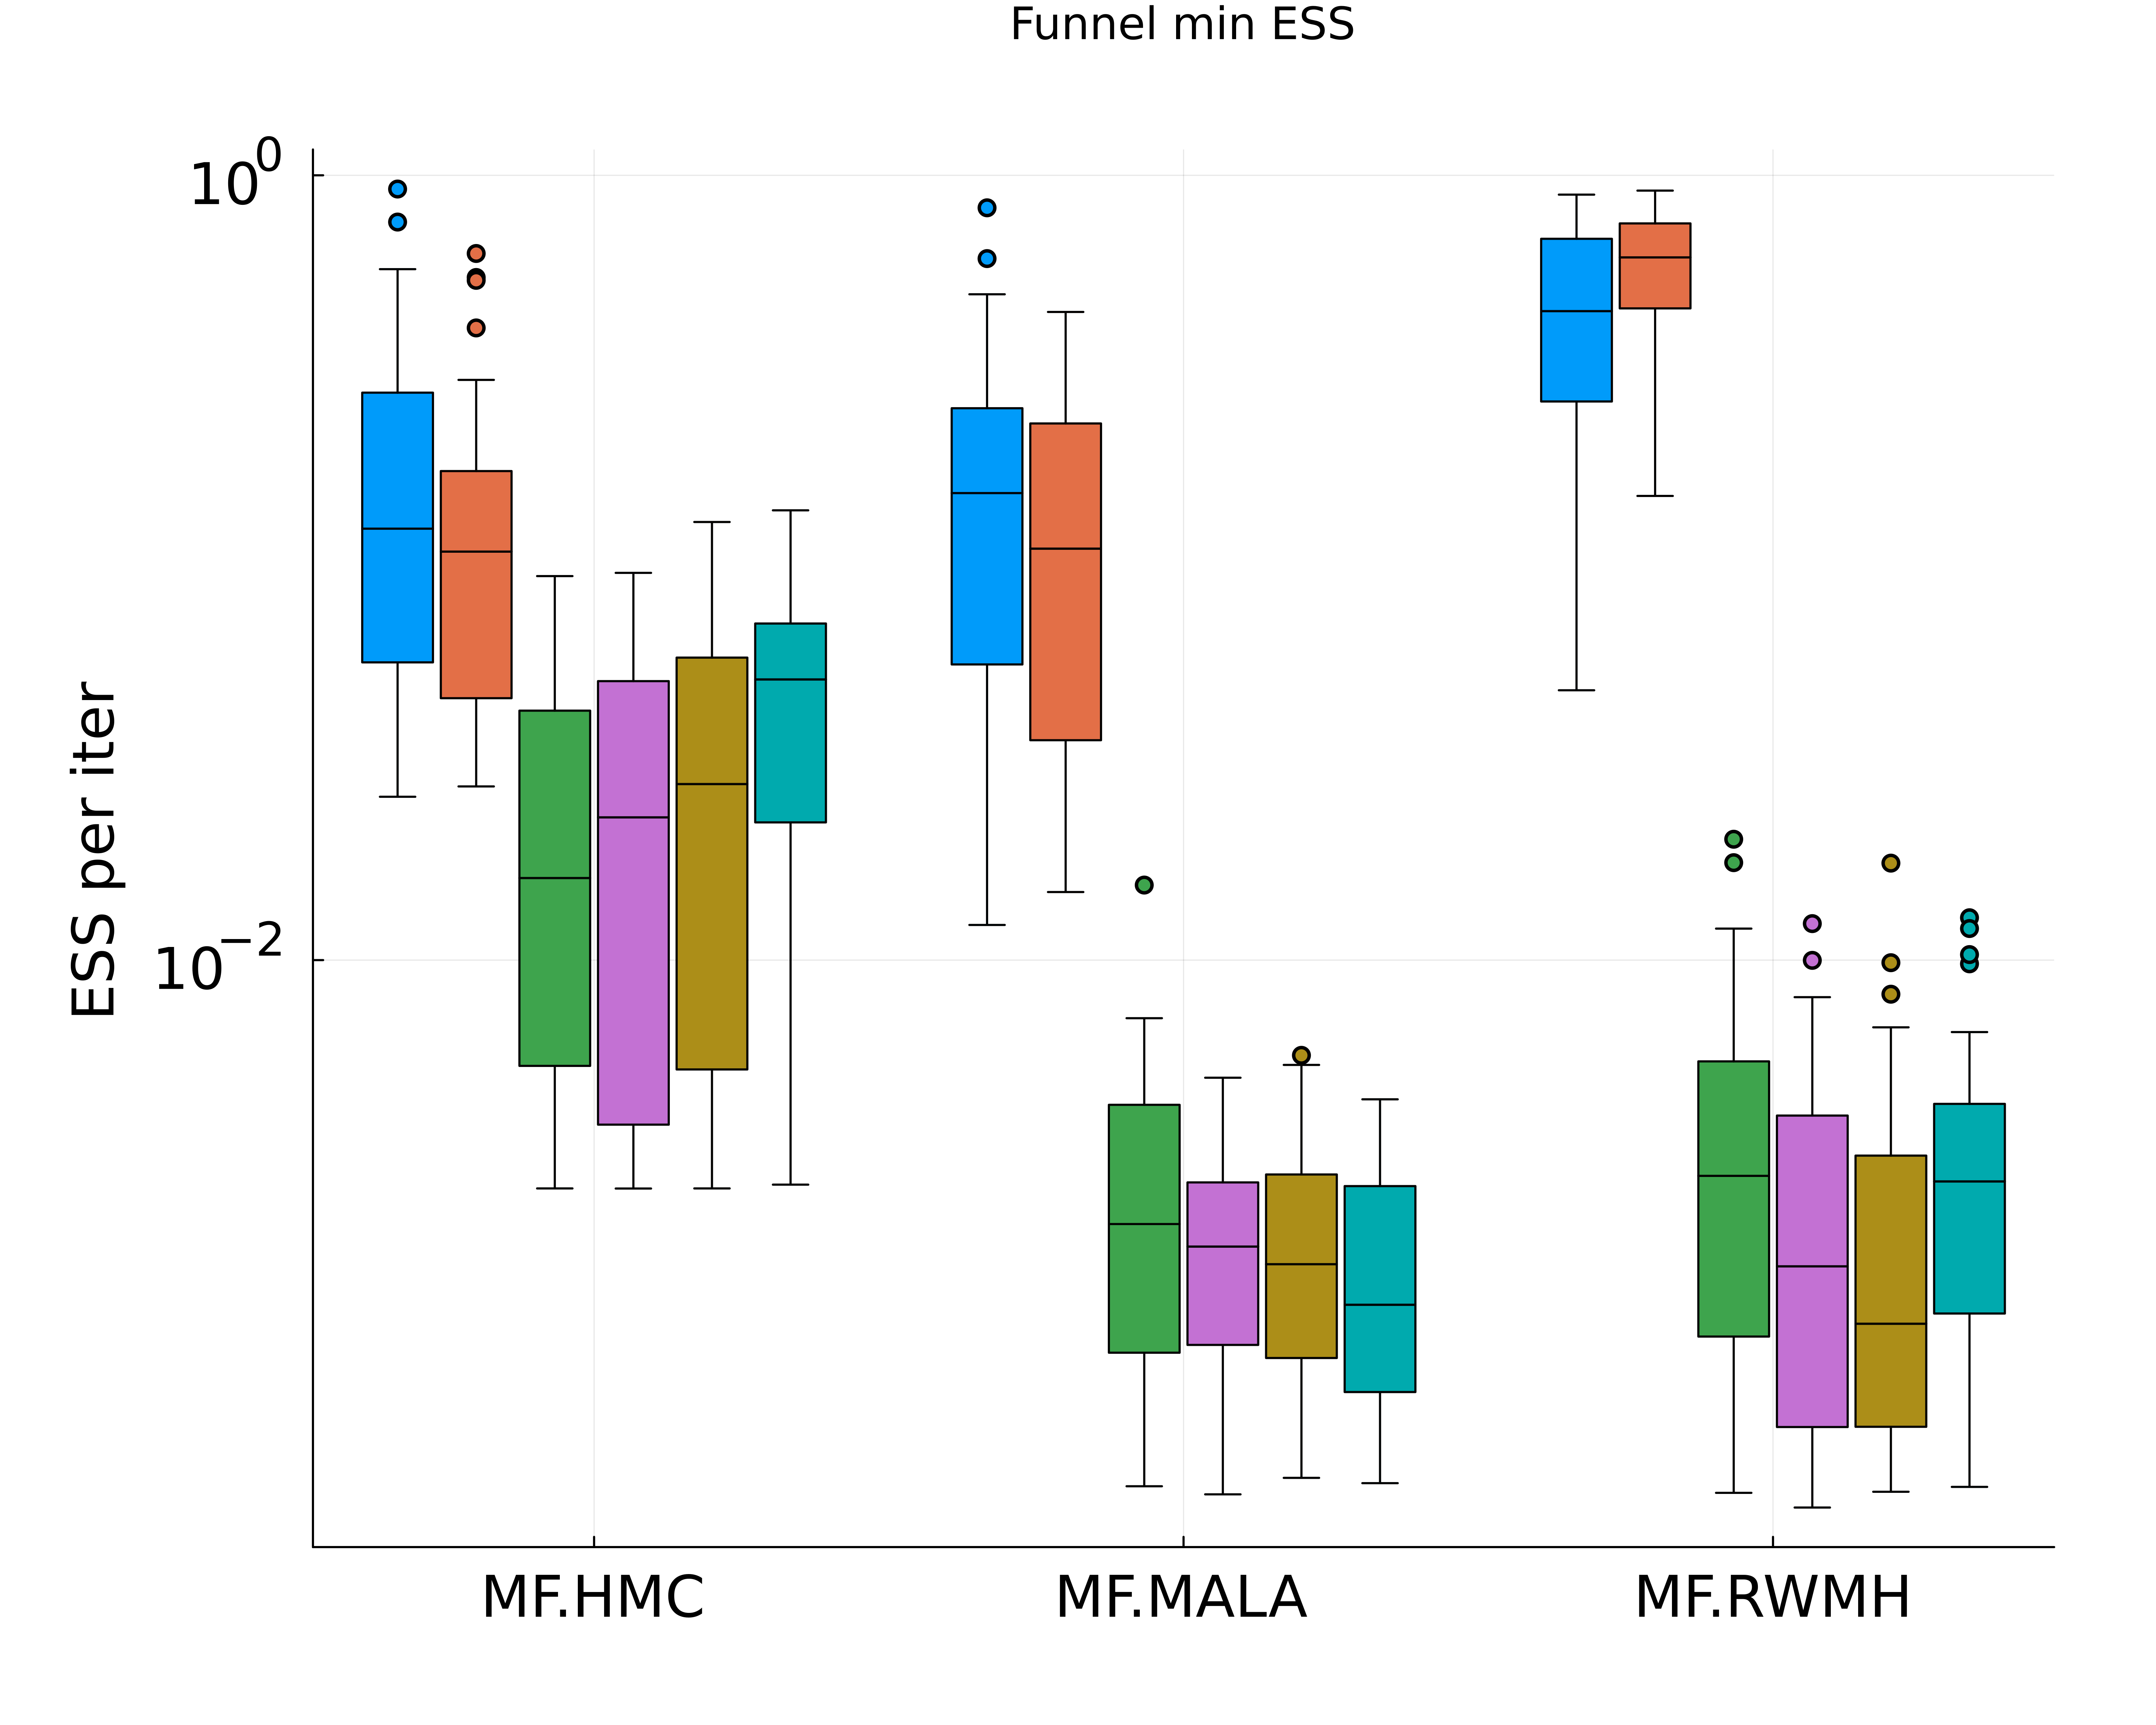 Funnel min ESS
10^0
10^−2
ESS per iter
MF.HMC
MF.MALA
MF.RWMH